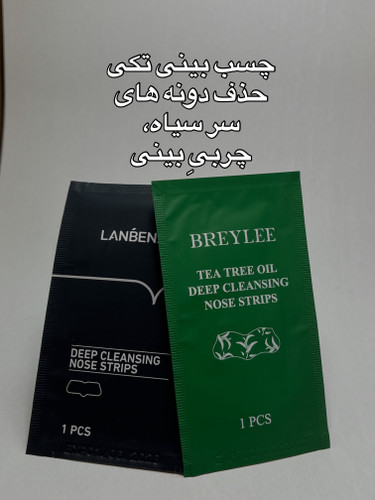 چسب بینی تکی
حذف دونه های
سر سیاه،
چربیِ بینی
LANBEN
DEEP CLEANSING
NOSE STRIPS
1 PCS
BREYLEE
TEA TREE OIL
DEEP CLEANSING
NOSE STRIPS
1 PCS